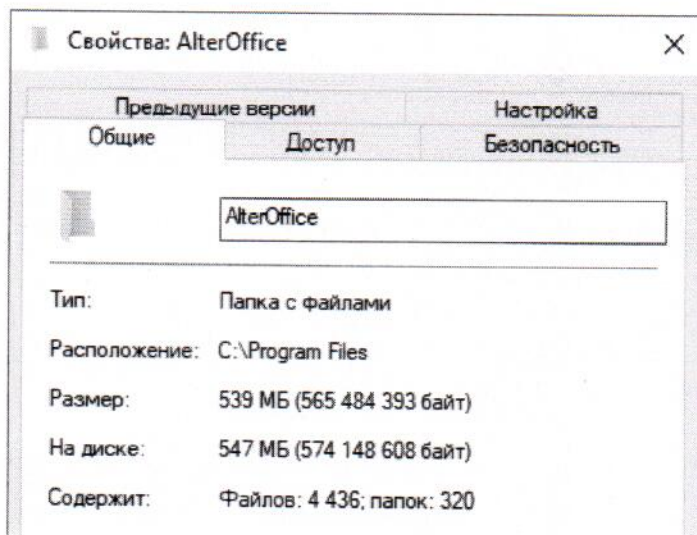 Свойства: AlterOffice
Предыдущие версии Настройка
Общие Доступ Безопасность
AlterOffice
Тип: Папка с файлами
Расположение: C:\Program Files
Размер: 539 МБ (565 484 393 байт)
На диске: 547 МБ (574 148 608 байт)
Содержит: Файлов: 4 436; папок: 320